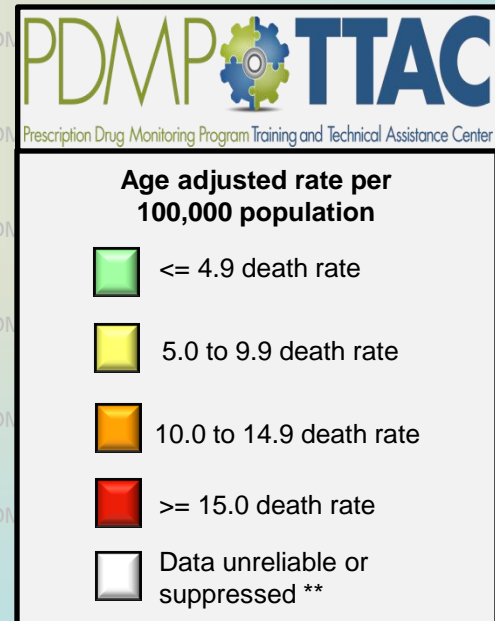 PDMP TTAC
Prescription Drug Monitoring Program Training and Technical Assistance Center
Age adjusted rate per
100,000 population
<= 4.9 death rate
5.0 to 9.9 death rate
10.0 to 14.9 death rate
>= 15.0 death rate
Data unreliable or
suppressed **